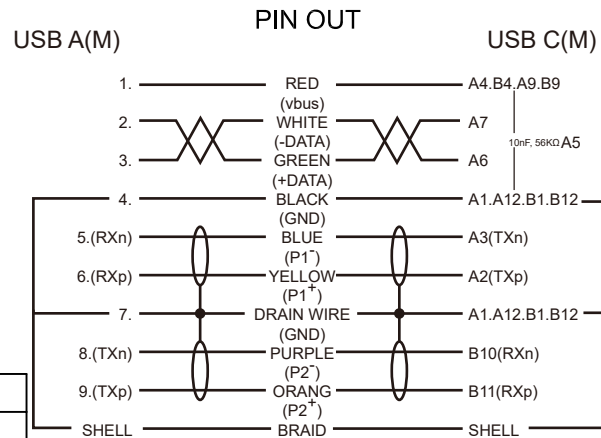 PIN OUT
USB A(M) USB C(M)
1. RED A4.B4.A9.B9
(vbus)
2. WHITE A7
(-DATA) 10nF, 56KΩ A5
3. GREEN A6
(+DATA)
4. BLACK A1.A12.B1.B12
(GND)
5.(RXn) BLUE A3(TXn)
(P1⁻)
6.(RXp) YELLOW A2(TXp)
(P1⁺)
7. DRAIN WIRE A1.A12.B1.B12
(GND)
8.(TXn) PURPLE B10(RXn)
(P2⁻)
9.(TXp) ORANG B11(RXp)
(P2⁺)
SHELL BRAID SHELL